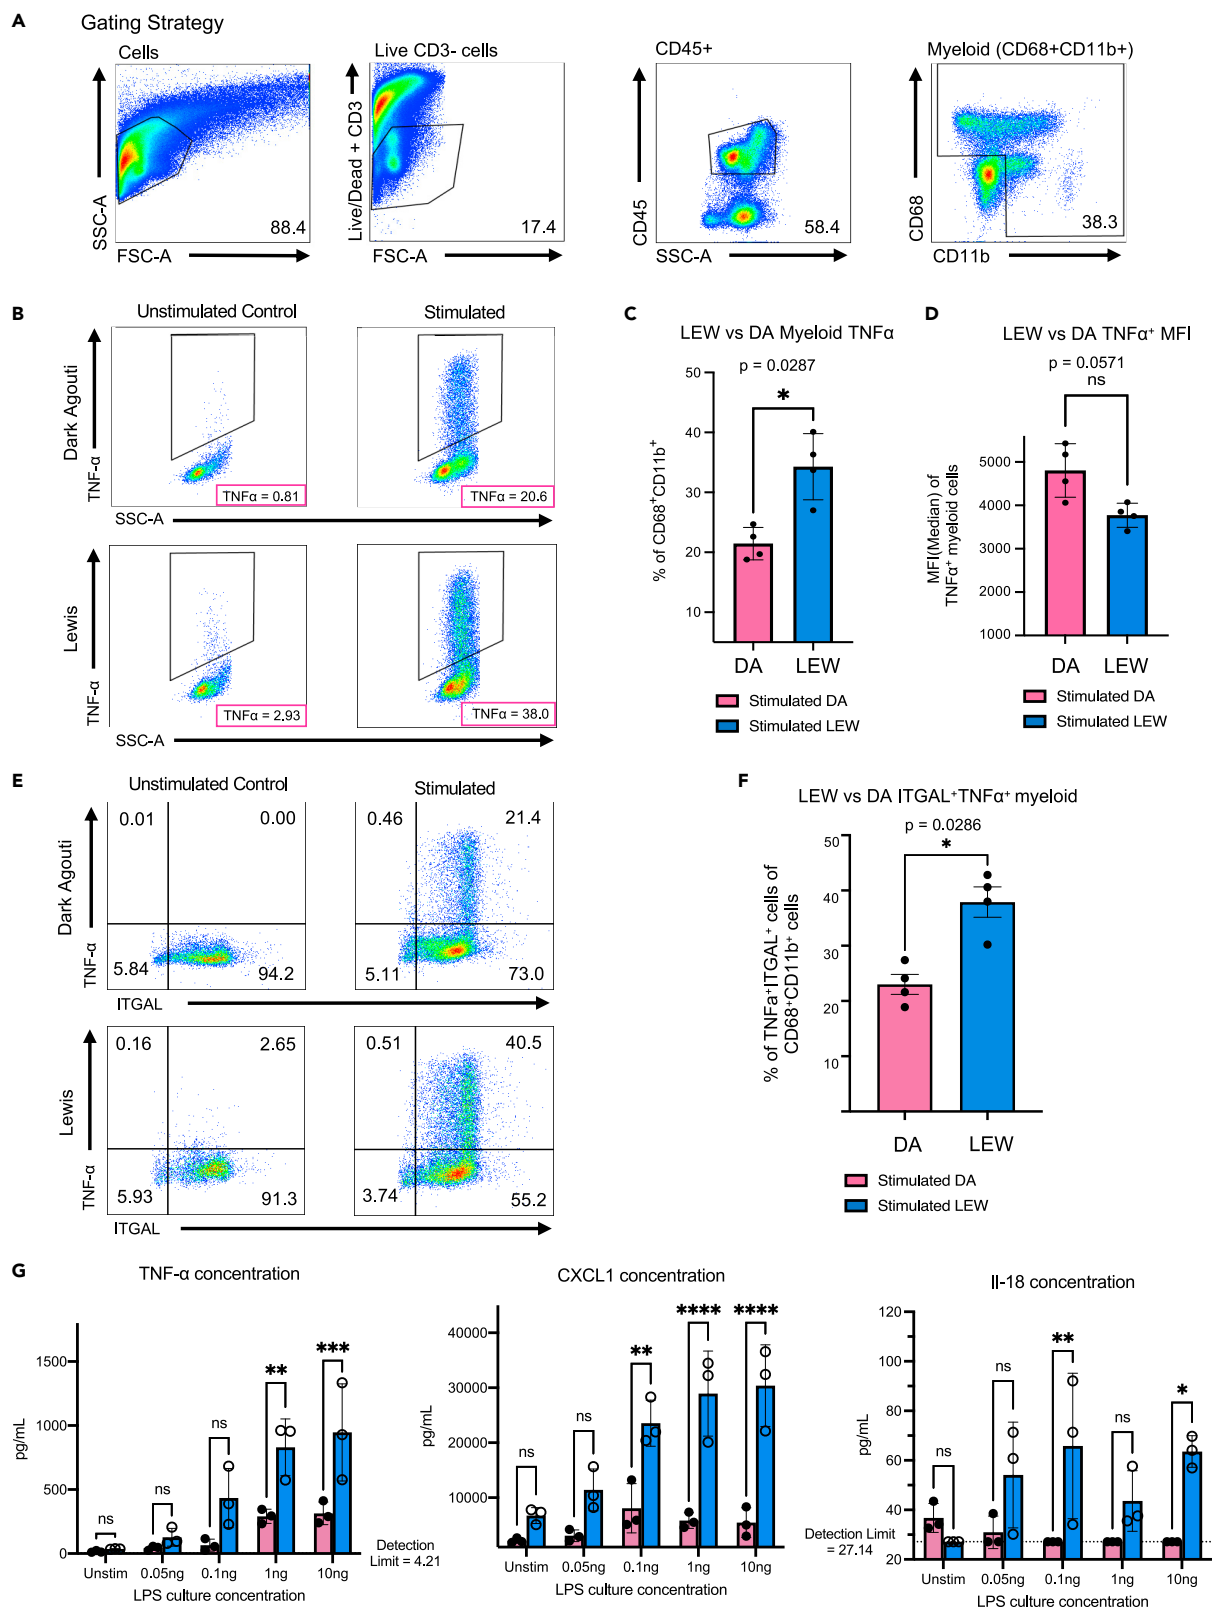 A
Gating Strategy
Cells
SSC-A
88.4
FSC-A
Live CD3- cells
Live/Dead + CD3
17.4
FSC-A
CD45+
CD45
58.4
SSC-A
Myeloid (CD68+CD11b+)
CD68
38.3
CD11b
B
Unstimulated Control
Stimulated
Dark Agouti
TNF-α
TNFα = 0.81
TNFα = 20.6
SSC-A
Lewis
TNF-α
TNFα = 2.93
TNFα = 38.0
SSC-A
C
LEW vs DA Myeloid TNFα
p = 0.0287
*
% of CD68⁺CD11b⁺
50
40
30
20
10
DA
LEW
Stimulated DA
Stimulated LEW
D
LEW vs DA TNFα⁺ MFI
p = 0.0571
ns
MFI(Median) of
TNFα⁺ myeloid cells
5000
4000
3000
2000
1000
DA
LEW
Stimulated DA
Stimulated LEW
E
Unstimulated Control
Stimulated
Dark Agouti
TNF-α
0.01
0.00
5.84
94.2
0.46
21.4
5.11
73.0
ITGAL
Lewis
TNF-α
0.16
2.65
5.93
91.3
0.51
40.5
3.74
55.2
ITGAL
F
LEW vs DA ITGAL⁺TNFα⁺ myeloid
p = 0.0286
*
% of TNFa⁺ITGAL⁺ cells of
CD68⁺CD11b⁺ cells
50
40
30
20
10
DA
LEW
Stimulated DA
Stimulated LEW
G
TNF-α concentration
pg/mL
1500
1000
500
0
ns
ns
ns
**
***
Unstim
0.05ng
0.1ng
1ng
10ng
LPS culture concentration
Detection
Limit = 4.21
CXCL1 concentration
pg/mL
40000
30000
20000
10000
ns
ns
**
****
****
Unstim
0.05ng
0.1ng
1ng
10ng
LPS culture concentration
Il-18 concentration
pg/mL
120
100
80
60
40
20
Detection Limit
= 27.14
ns
ns
**
ns
*
Unstim
0.05ng
0.1ng
1ng
10ng
LPS culture concentration